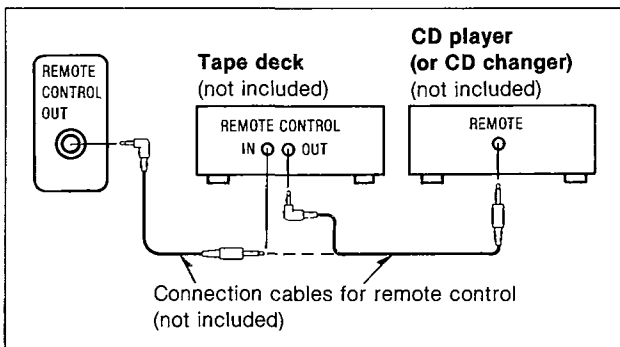 REMOTE
CONTROL
OUT
Tape deck
(not included)
REMOTE CONTROL
IN
OUT
CD player
(or CD changer)
(not included)
REMOTE
Connection cables for remote control
(not included)